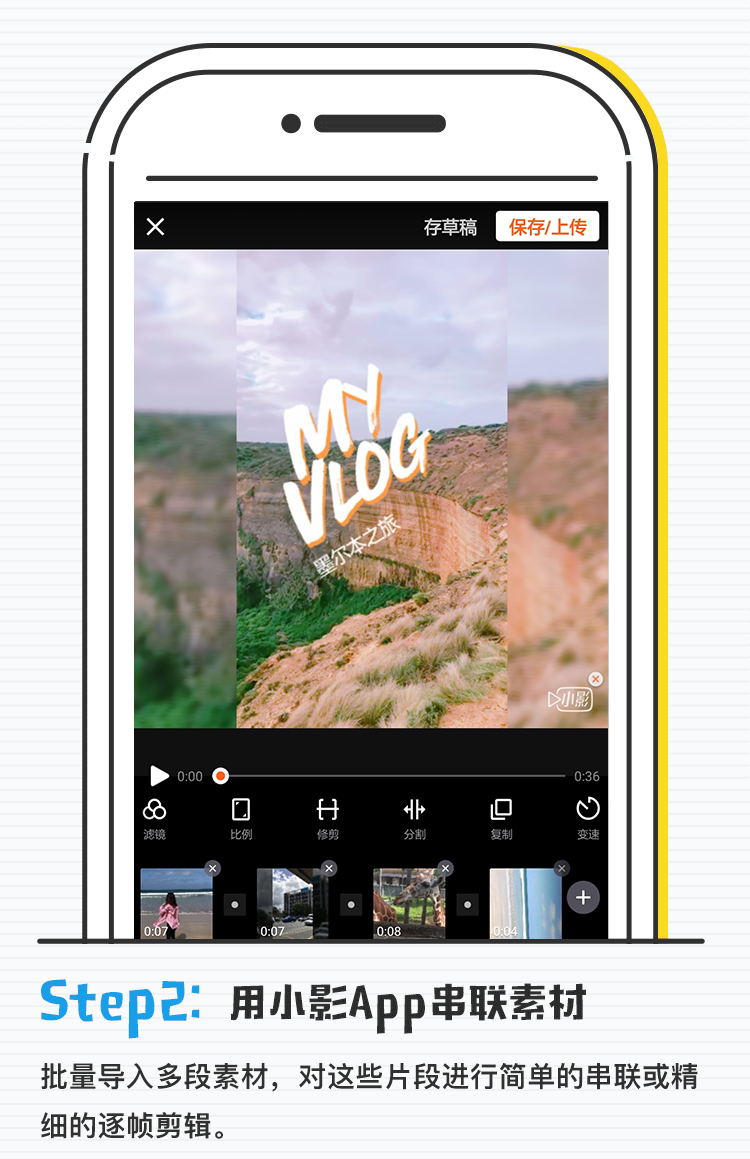 存草稿
保存/上传
MY
VLOG
墨尔本之旅
小影
0:00
0:36
滤镜
比例
修剪
分割
复制
变速
0:07
0:07
0:08
0:04
Step2: 用小影App串联素材
批量导入多段素材，对这些片段进行简单的串联或精
细的逐帧剪辑。